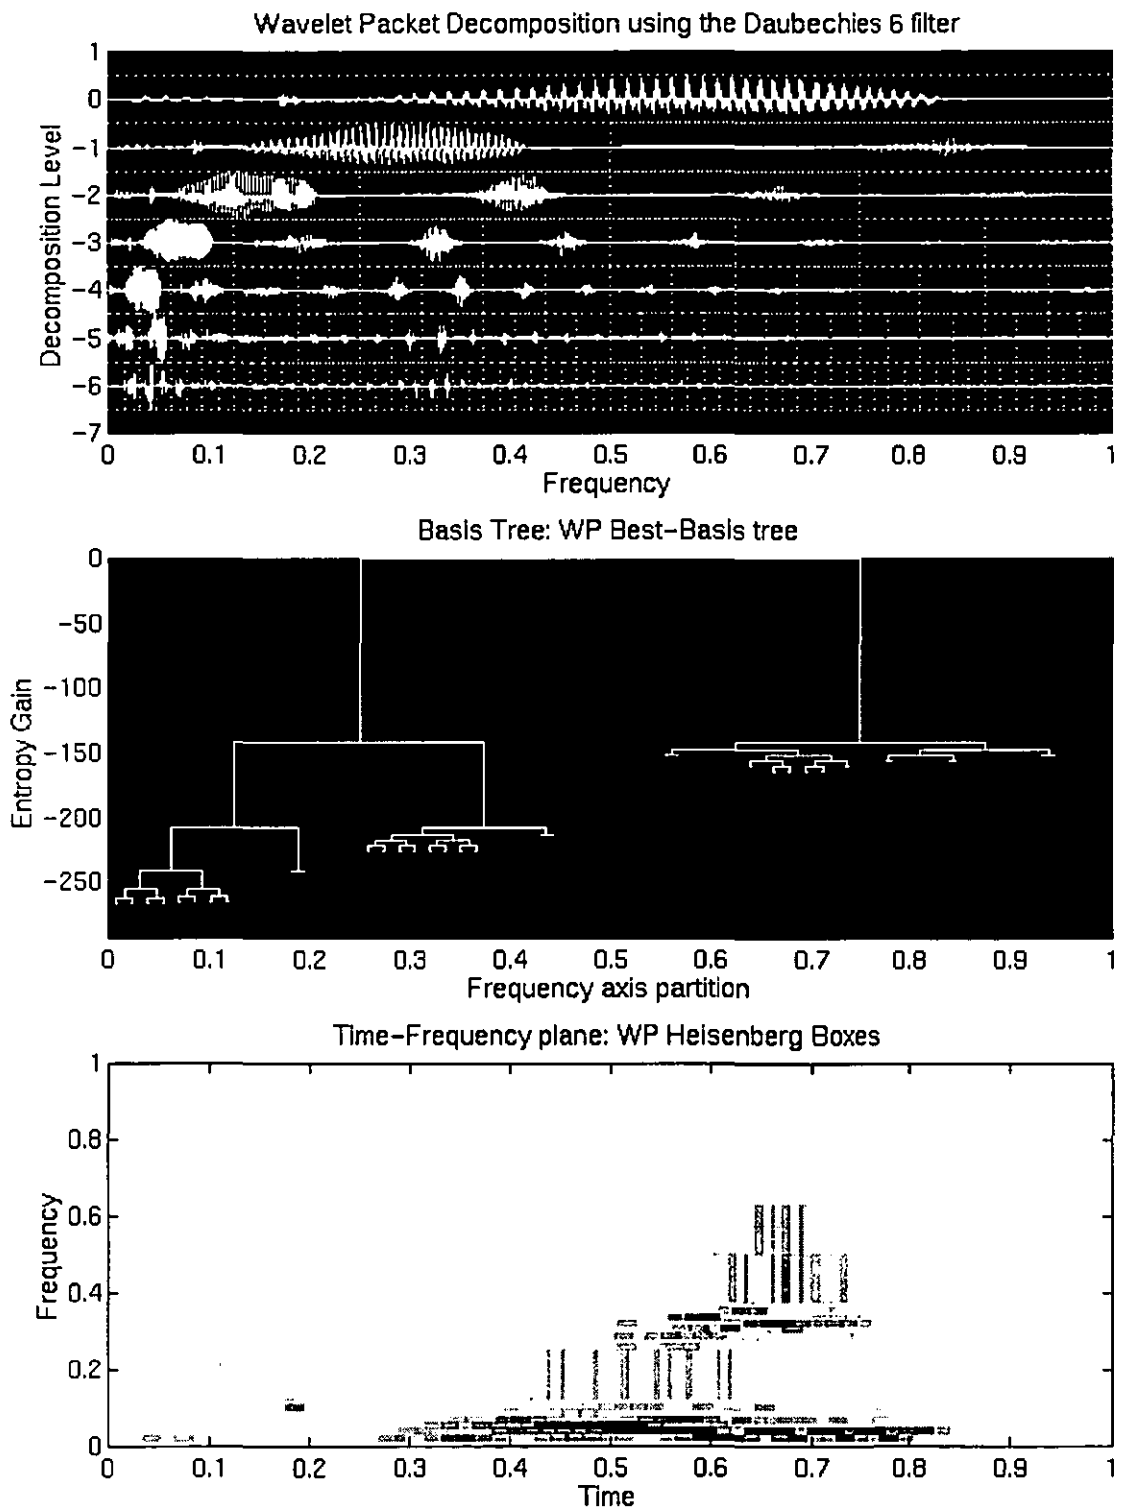 Wavelet Packet Decomposition using the Daubechies 6 filter
1
0
-1
-2
-3
-4
-5
-6
-7
Decomposition Level
0 0.1 0.2 0.3 0.4 0.5 0.6 0.7 0.8 0.9 1
Frequency
Basis Tree: WP Best-Basis tree
0
-50
-100
-150
-200
-250
Entropy Gain
0 0.1 0.2 0.3 0.4 0.5 0.6 0.7 0.8 0.9 1
Frequency axis partition
Time-Frequency plane: WP Heisenberg Boxes
1
0.8
0.6
0.4
0.2
0
Frequency
0 0.1 0.2 0.3 0.4 0.5 0.6 0.7 0.8 0.9 1
Time